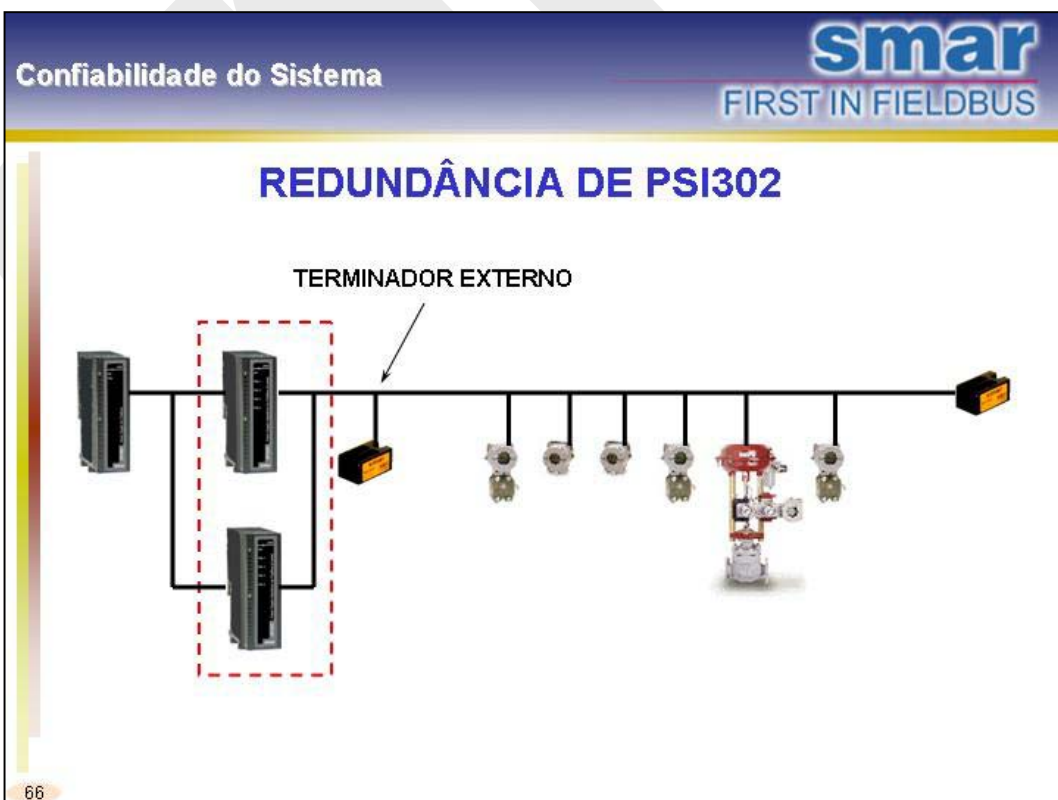 Confiabilidade do Sistema
smar
FIRST IN FIELDBUS
REDUNDÂNCIA DE PSI302
TERMINADOR EXTERNO
66